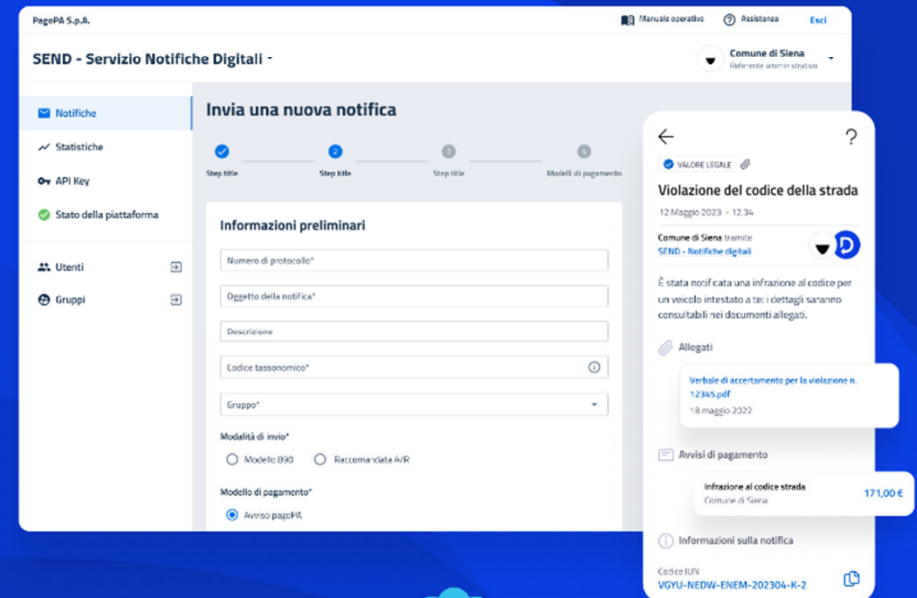 PagoPA S.p.A.
Manuale operativo
Assistenza
Esci
SEND - Servizio Notifiche Digitali
Comune di Siena
Referente amministrativo
Notifiche
Statistiche
API Key
Stato della piattaforma
Utenti
Gruppi
Invia una nuova notifica
2
3
4
Step title
Step title
Step title
Modelli di pagamento
Informazioni preliminari
Numero di protocollo*
Oggetto della notifica*
Descrizione
Codice tassonomico*
Gruppo*
Modalità di invio*
Modello 890
Raccomandata A/R
Modello di pagamento*
Avviso pagoPA
?
VALORE LEGALE
Violazione del codice della strada
12 Maggio 2023 - 12.34
Comune di Siena tramite
SEND - Notifiche digitali
È stata notificata una infrazione al codice per
un veicolo intestato a te: i dettagli saranno
consultabili nei documenti allegati.
Allegati
Verbale di accertamento per la violazione n.
12345.pdf
18 maggio 2022
Avvisi di pagamento
Infrazione al codice strada
Comune di Siena
171,00 €
Informazioni sulla notifica
Codice IUN
VGYU-NEDW-ENEM-202304-K-2